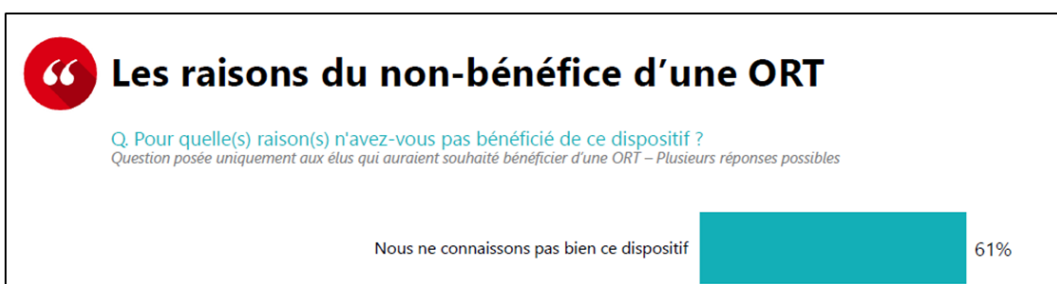 Les raisons du non-bénéfice d'une ORT
Q. Pour quelle(s) raison(s) n'avez-vous pas bénéficié de ce dispositif ?
Question posée uniquement aux élus qui auraient souhaité bénéficier d'une ORT – Plusieurs réponses possibles
Nous ne connaissons pas bien ce dispositif 61%